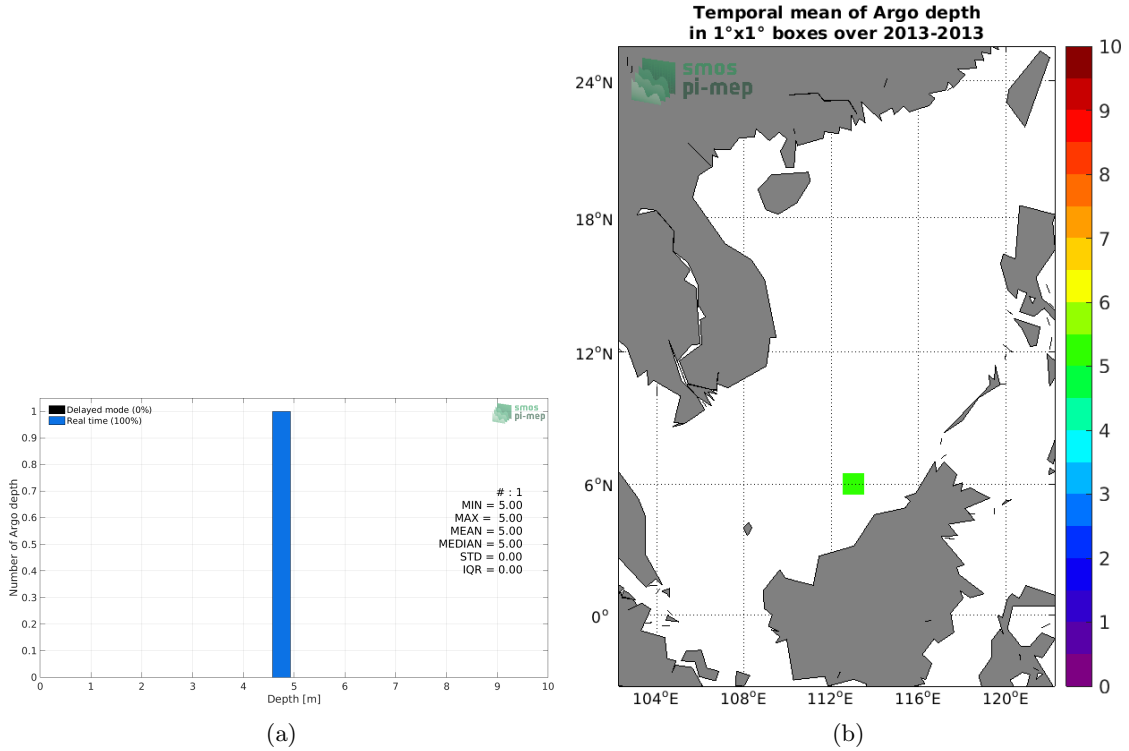 Delayed mode (0%)
Real time (100%)
smos
pi-mep
1
0.9
0.8
0.7
0.6
0.5
0.4
0.3
0.2
0.1
0
Number of Argo depth
# : 1
MIN = 5.00
MAX = 5.00
MEAN = 5.00
MEDIAN = 5.00
STD = 0.00
IQR = 0.00
0 1 2 3 4 5 6 7 8 9 10
Depth [m]
(a)
Temporal mean of Argo depth
in 1°x1° boxes over 2013-2013
smos
pi-mep
24°N
18°N
12°N
6°N
0°
104°E 108°E 112°E 116°E 120°E
10
9
8
7
6
5
4
3
2
1
0
(b)